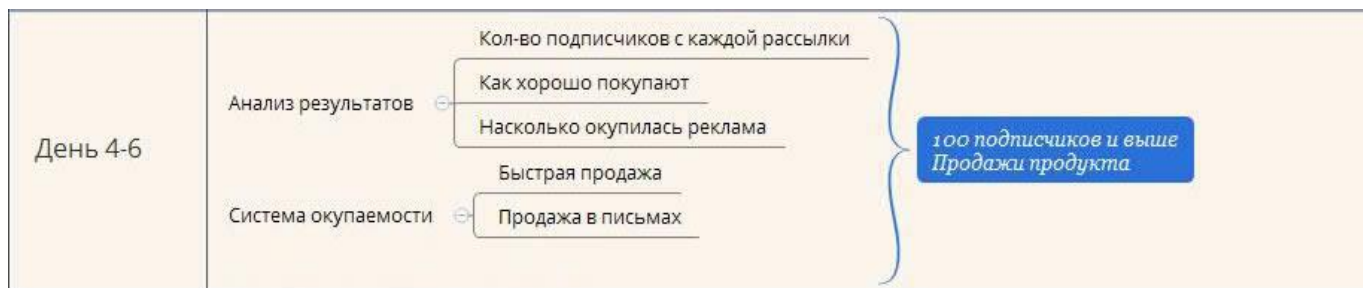 День 4-6
Анализ результатов
Кол-во подписчиков с каждой рассылки
Как хорошо покупают
Насколько окупилась реклама
Система окупаемости
Быстрая продажа
Продажа в письмах
100 подписчиков и выше
Продажи продукта